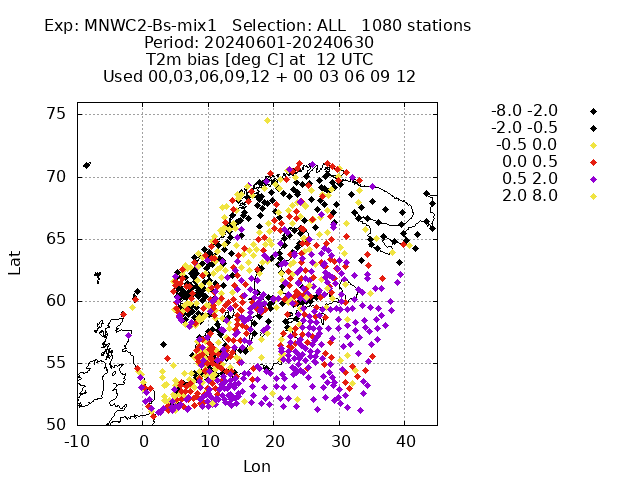 Exp: MNWC2-Bs-mix1   Selection: ALL   1080 stations
Period: 20240601-20240630
T2m bias [deg C] at  12 UTC
Used 00,03,06,09,12 + 00 03 06 09 12
-8.0 -2.0
-2.0 -0.5
-0.5 0.0
0.0 0.5
0.5 2.0
2.0 8.0
75
70
65
60
55
50
Lat
-10 0 10 20 30 40
Lon